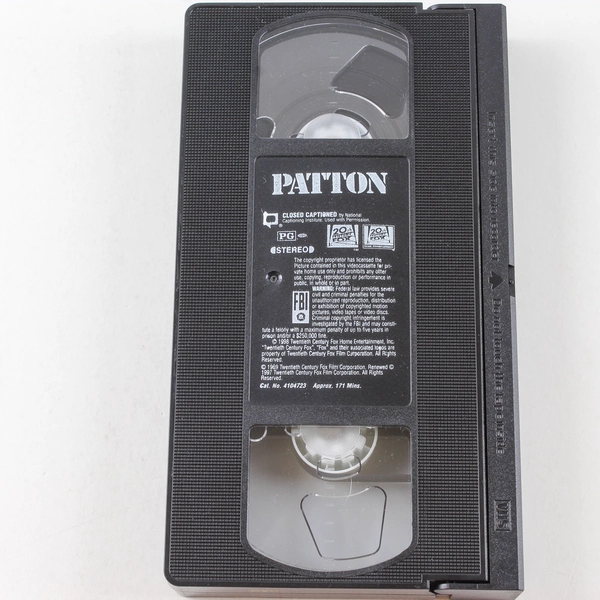 PATTON
CLOSED CAPTIONED by National
Captioning Institute. Used with Permission.
PG
20th CENTURY FOX
20th CENTURY FOX
STEREO
The copyright proprietor has licensed the
Picture contained in this videocassette for pri-
vate home use only and prohibits any other
use, copying, reproduction or performance in
public, in whole or in part.
WARNING: Federal law provides severe
civil and criminal penalties for the
unauthorized reproduction, distribution
or exhibition of copyrighted motion
pictures, video tapes or video discs.
Criminal copyright infringement is
investigated by the FBI and may consti-
FBI
tute a felony with a maximum penalty of up to five years in
prison and/or a $250,000 fine.
© 1998 Twentieth Century Fox Home Entertainment, Inc.
"Twentieth Century Fox", "Fox" and their associated logos are
property of Twentieth Century Fox Film Corporation. All Rights
Reserved.
© 1969 Twentieth Century Fox Film Corporation. Renewed ©
1997 Twentieth Century Fox Film Corporation. All Rights
Reserved.
Cat. No. 4104723 Approx. 171 Mins.
VHS